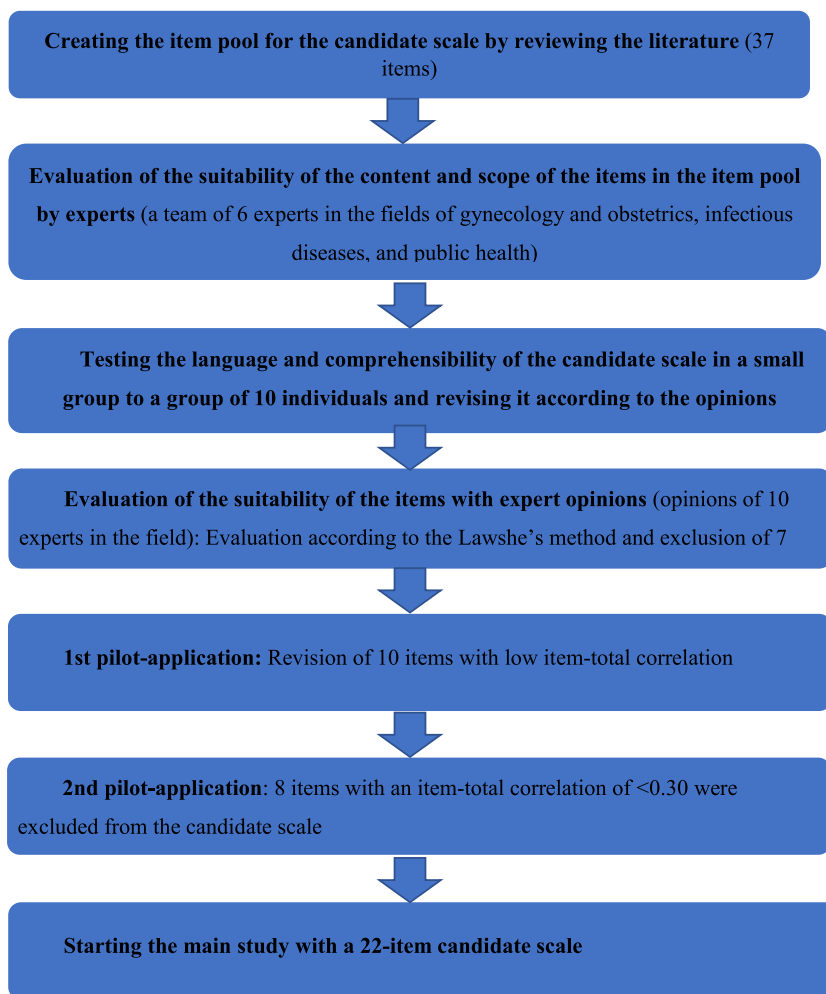 Creating the item pool for the candidate scale by reviewing the literature (37
items)
Evaluation of the suitability of the content and scope of the items in the item pool
by experts (a team of 6 experts in the fields of gynecology and obstetrics, infectious
diseases, and public health)
Testing the language and comprehensibility of the candidate scale in a small
group to a group of 10 individuals and revising it according to the opinions
Evaluation of the suitability of the items with expert opinions (opinions of 10
experts in the field): Evaluation according to the Lawshe's method and exclusion of 7
1st pilot-application: Revision of 10 items with low item-total correlation
2nd pilot-application: 8 items with an item-total correlation of <0.30 were
excluded from the candidate scale
Starting the main study with a 22-item candidate scale